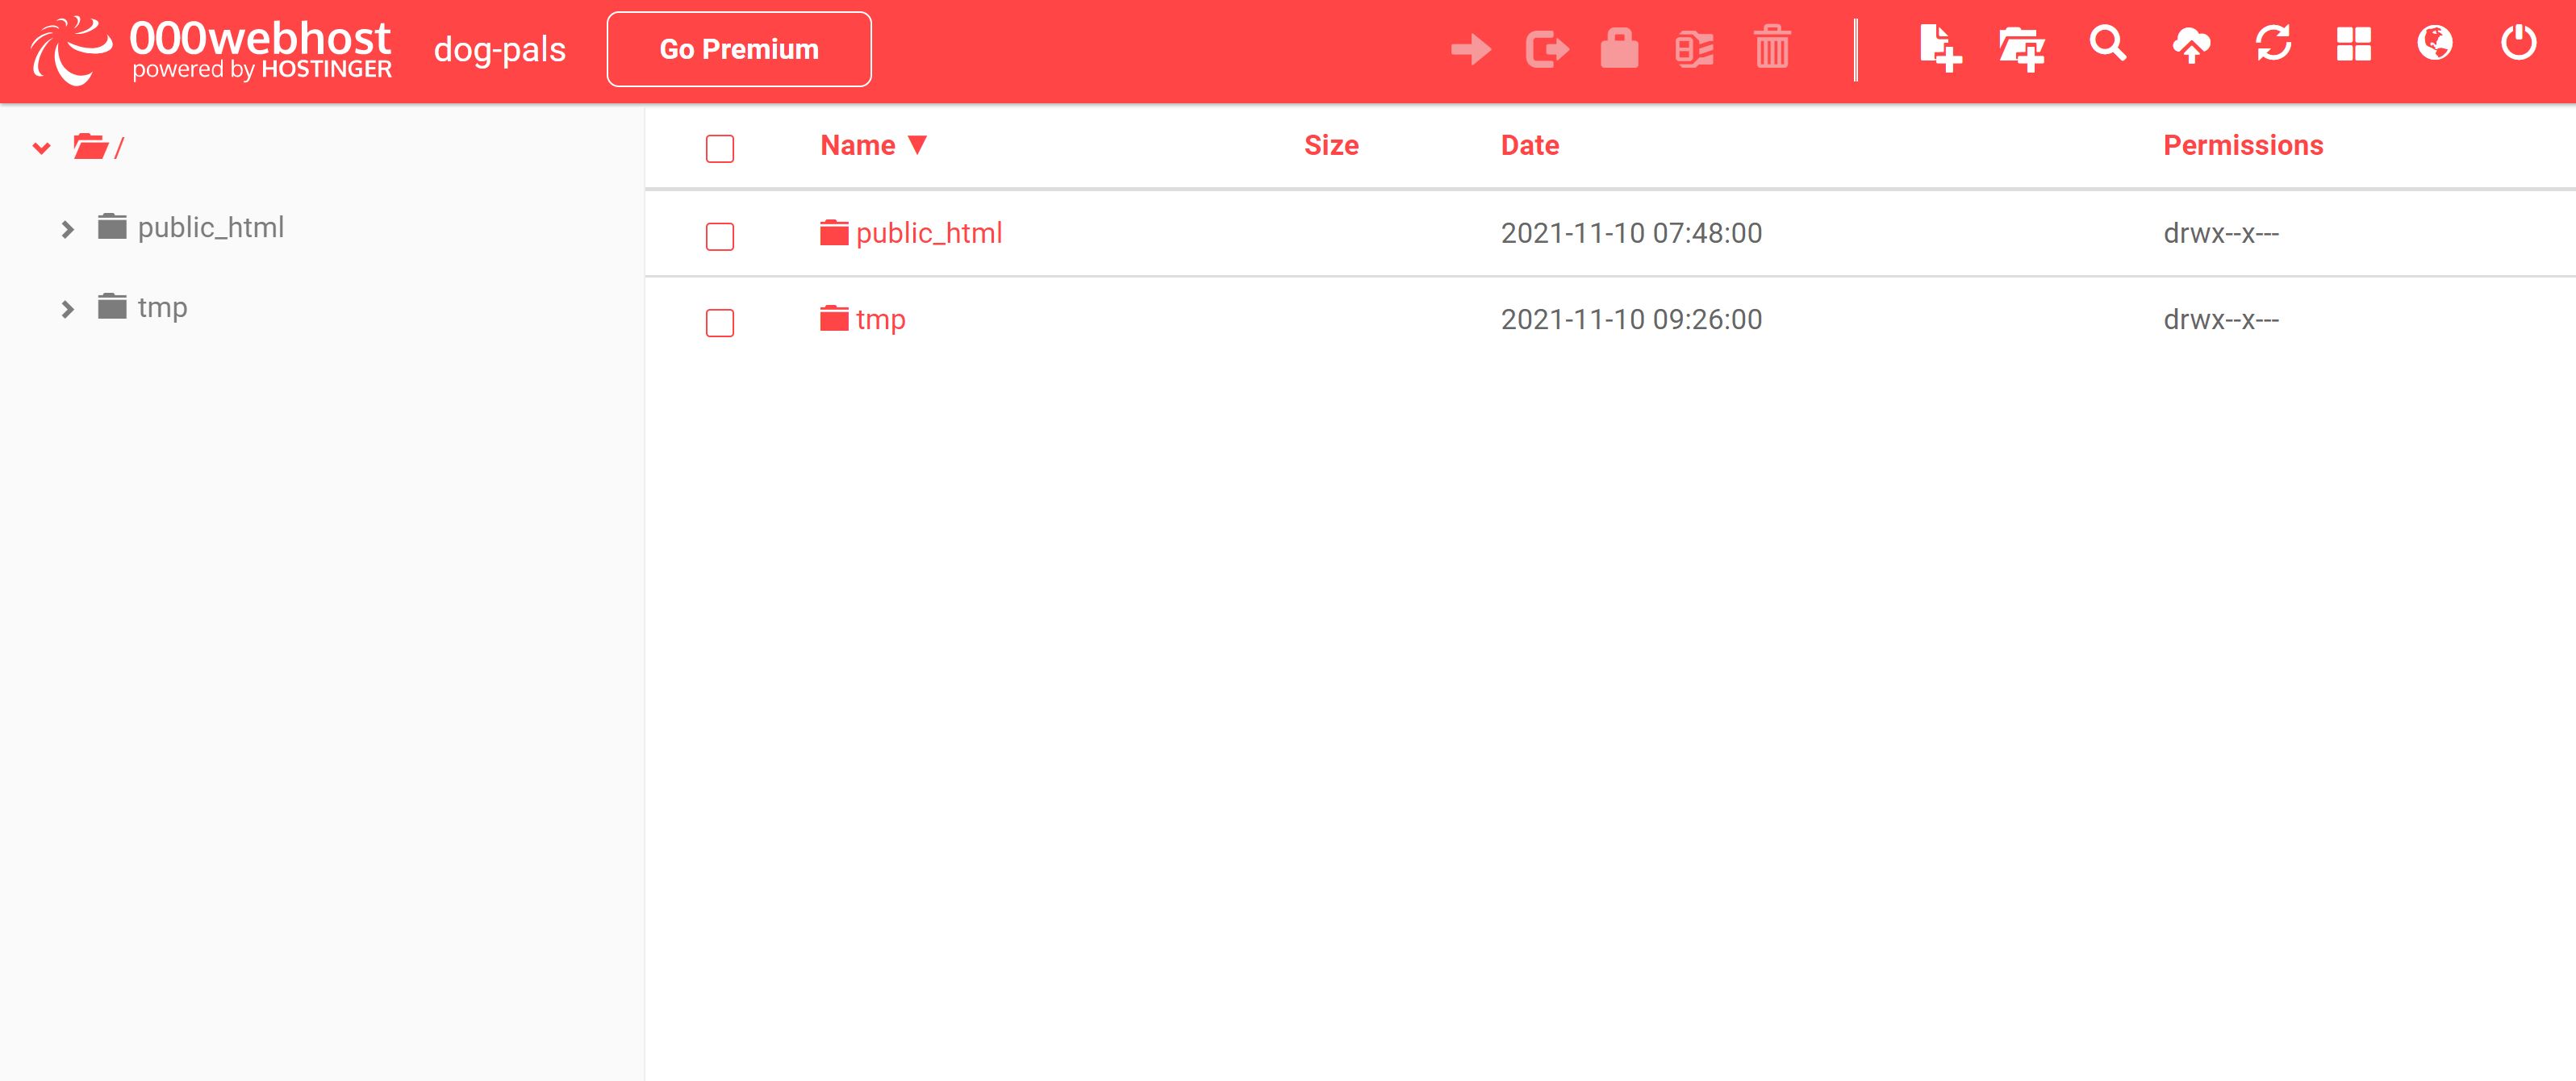 000webhost
powered by HOSTINGER
dog-pals
Go Premium
/
public_html
tmp
Name ▼ Size Date Permissions
public_html 2021-11-10 07:48:00 drwx--x---
tmp 2021-11-10 09:26:00 drwx--x---